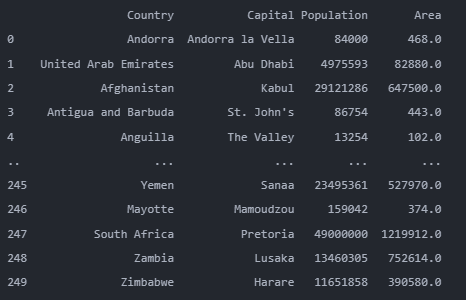 Country Capital Population Area
0 Andorra Andorra la Vella 84000 468.0
1 United Arab Emirates Abu Dhabi 4975593 82880.0
2 Afghanistan Kabul 29121286 647500.0
3 Antigua and Barbuda St. John's 86754 443.0
4 Anguilla The Valley 13254 102.0
.. ... ... ... ...
245 Yemen Sanaa 23495361 527970.0
246 Mayotte Mamoudzou 159042 374.0
247 South Africa Pretoria 49000000 1219912.0
248 Zambia Lusaka 13460305 752614.0
249 Zimbabwe Harare 11651858 390580.0